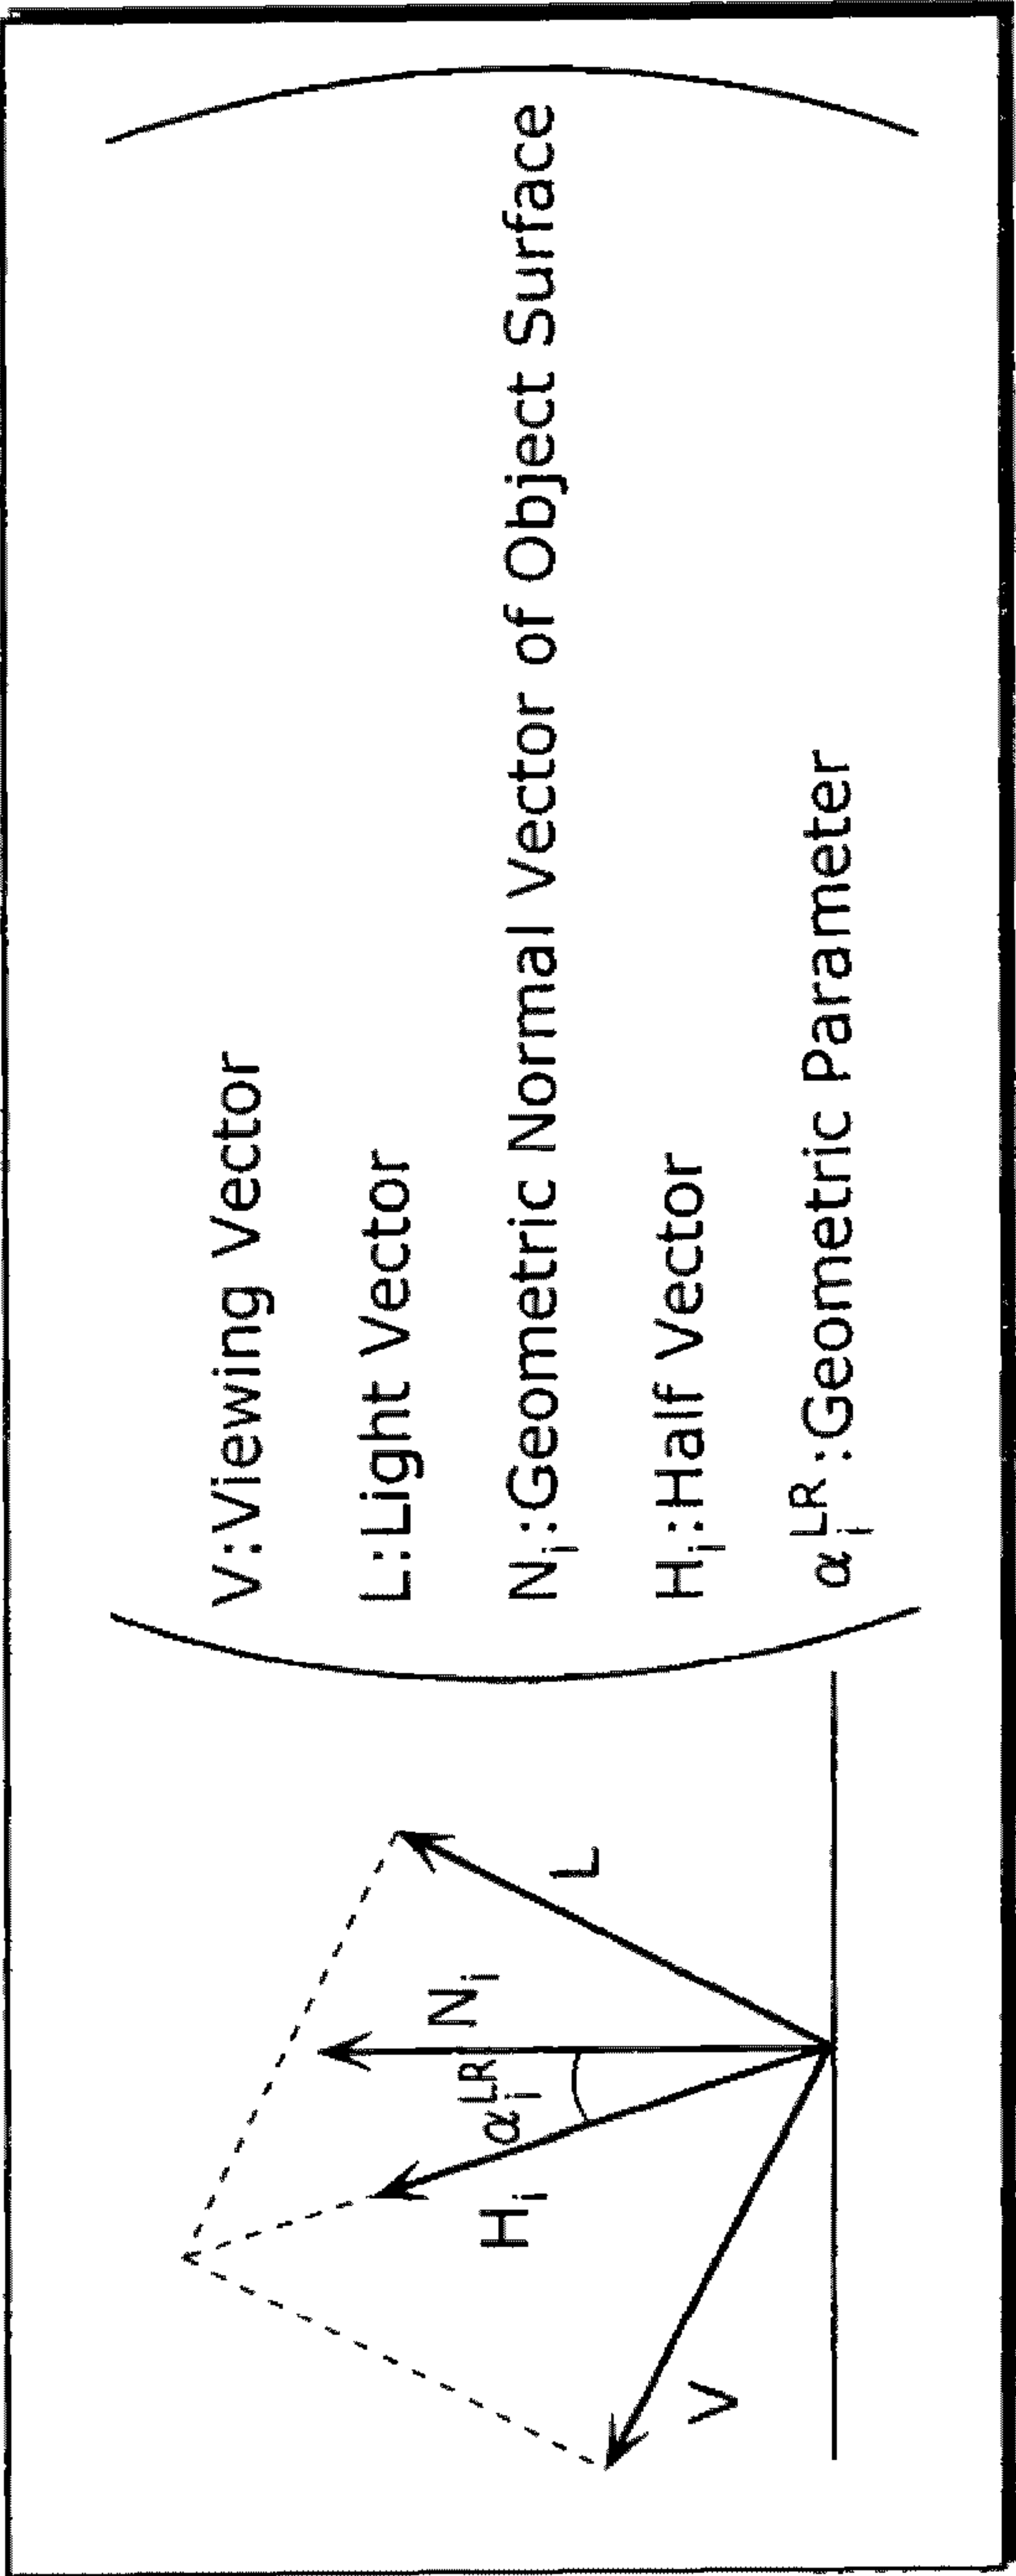 V:Viewing Vector
L:Light Vector
Nᵢ:Geometric Normal Vector of Object Surface
Hᵢ:Half Vector
αᵢᴸᴿ:Geometric Parameter
Hᵢ
αᵢᴸᴿ
Nᵢ
L
V